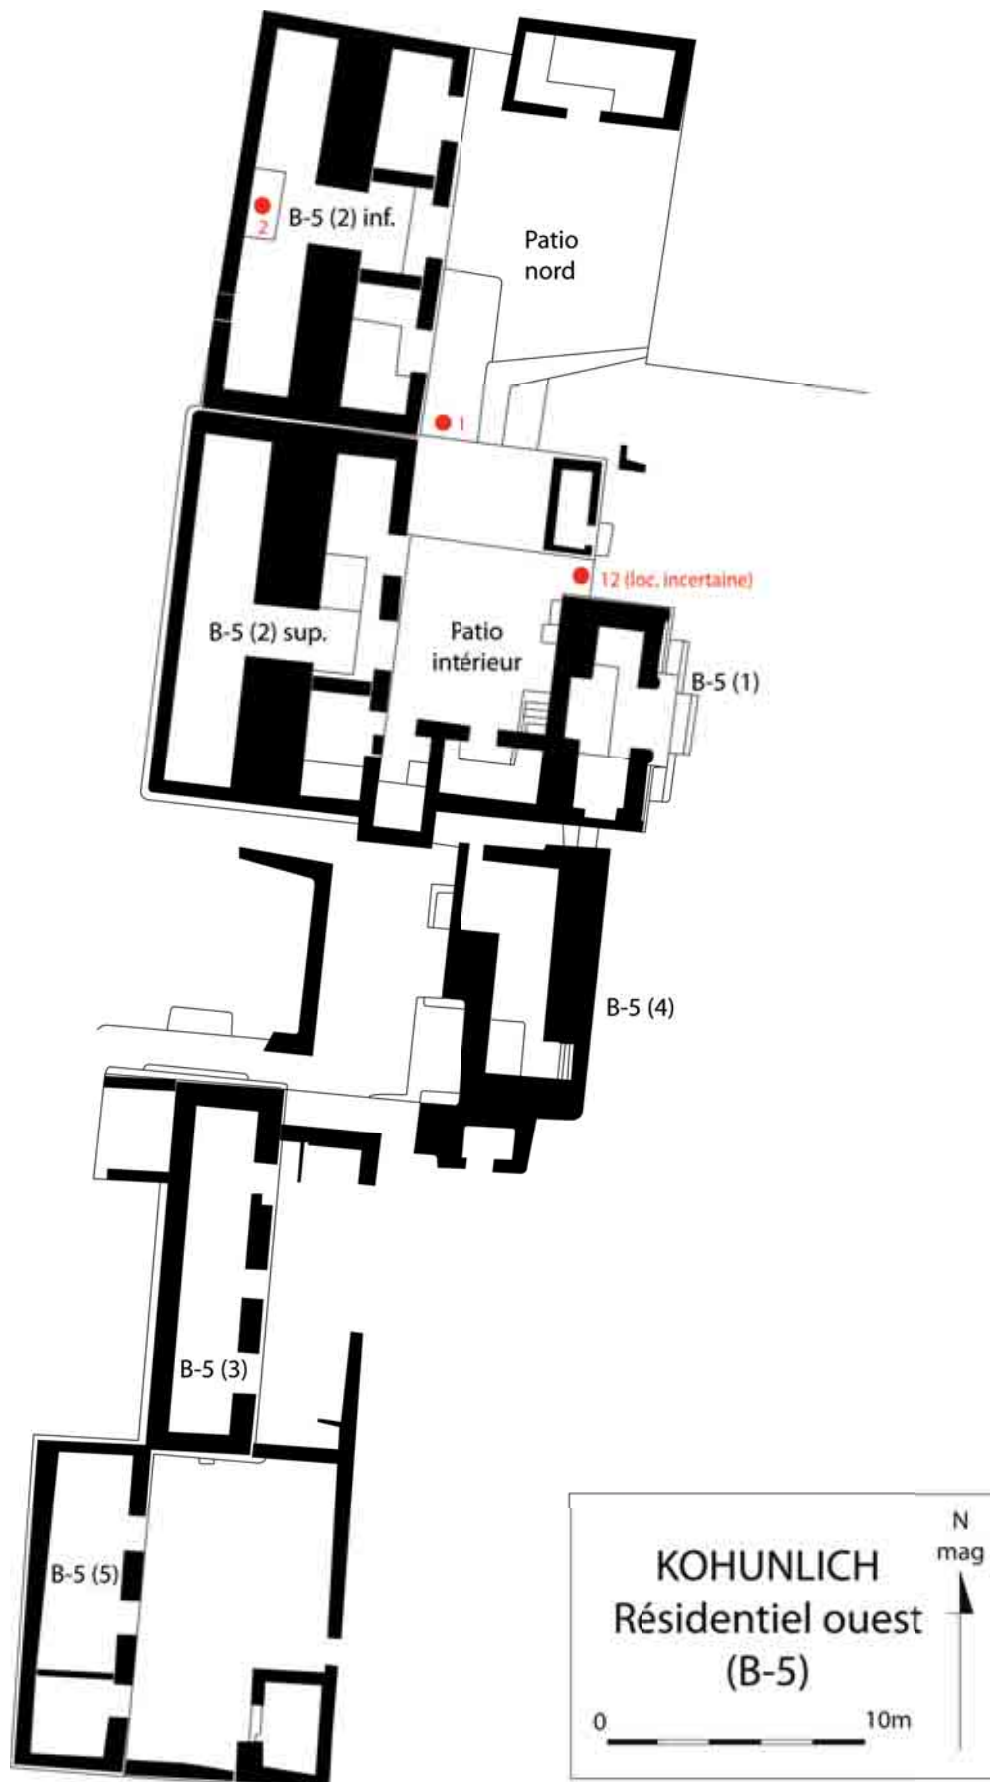 B-5 (2) inf.
2
Patio
nord
1
12 (loc. incertaine)
B-5 (2) sup.
Patio
intérieur
B-5 (1)
B-5 (4)
B-5 (3)
B-5 (5)
KOHUNLICH
Résidentiel ouest
(B-5)
N
mag
0
10m